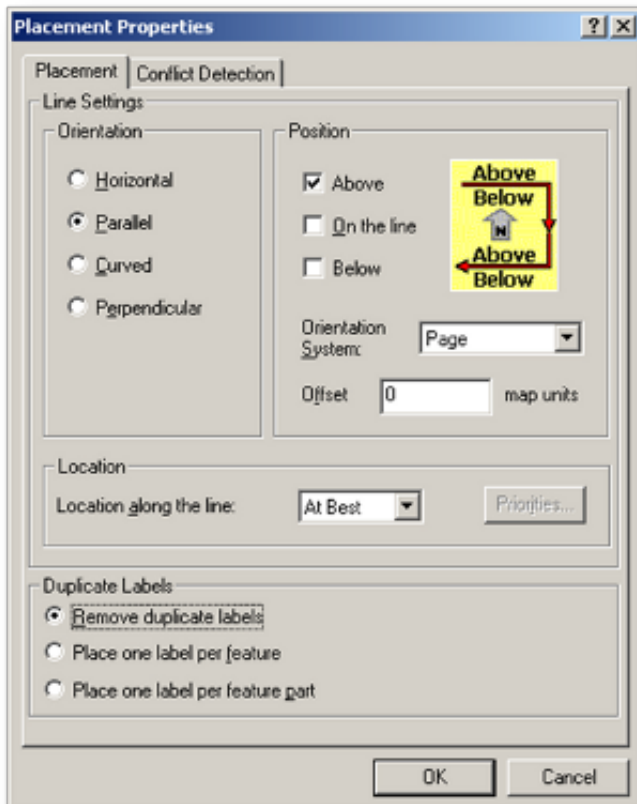 Placement Properties
Placement
Conflict Detection
Line Settings
Orientation
Horizontal
Parallel
Curved
Perpendicular
Position
Above
On the line
Below
Above
Below
N
Above
Below
Orientation
System:
Page
Offset
0
map units
Location
Location along the line:
At Best
Priorities...
Duplicate Labels
Remove duplicate labels
Place one label per feature
Place one label per feature part
OK
Cancel